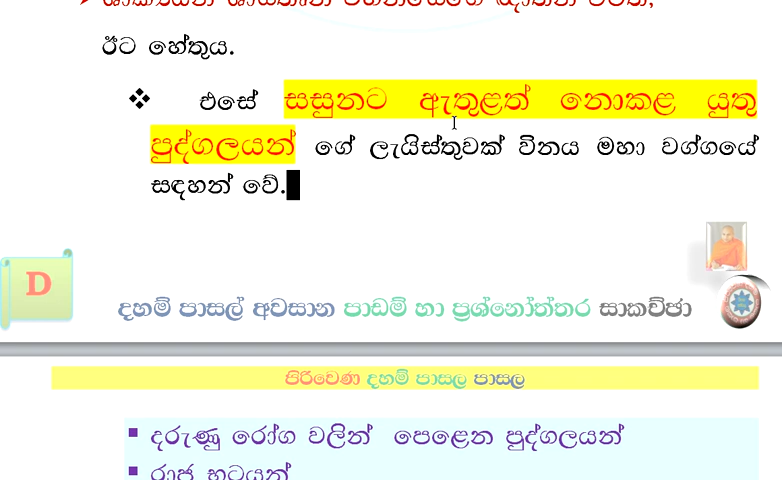 ඊට හේතුය.
එසේ සසුනට ඇතුළත් නොකළ යුතු
පුද්ගලයන් ගේ ලැයිස්තුවක් විනය මහා වග්ගයේ
සඳහන් වේ.
D
දහම් පාසල් අවසාන පාඩම් හා ප්‍රශ්නෝත්තර සාකච්ඡා
පිරිවෙණ දහම් පාසල පාසල
දරුණු රෝග වලින් පෙළෙන පුද්ගලයන්
රාජ භටයන්